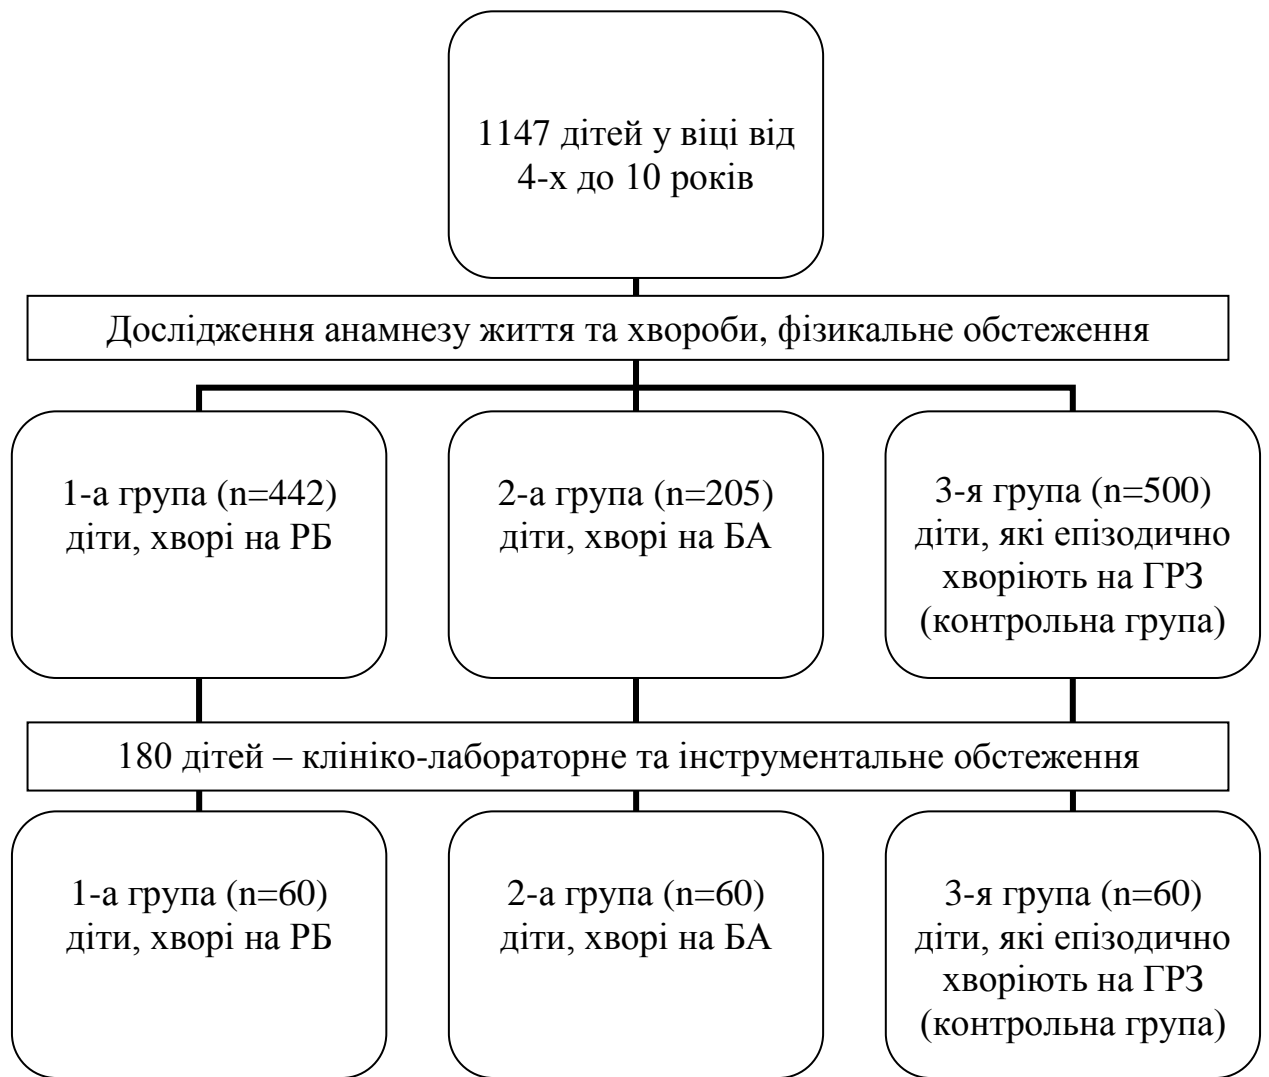 1147 дітей у віці від
4-х до 10 років
Дослідження анамнезу життя та хвороби, фізикальне обстеження
1-а група (n=442)
діти, хворі на РБ
2-а група (n=205)
діти, хворі на БА
3-я група (n=500)
діти, які епізодично
хворіють на ГРЗ
(контрольна група)
180 дітей – клініко-лабораторне та інструментальне обстеження
1-а група (n=60)
діти, хворі на РБ
2-а група (n=60)
діти, хворі на БА
3-я група (n=60)
діти, які епізодично
хворіють на ГРЗ
(контрольна група)